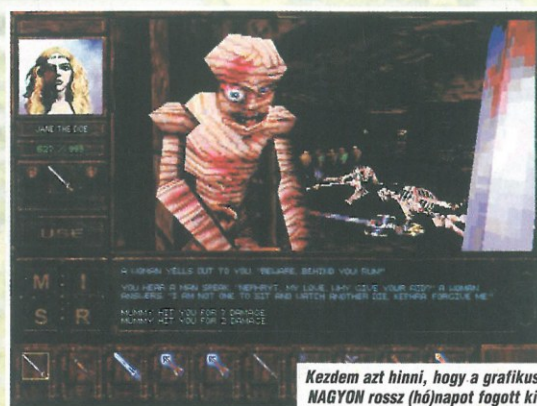 JANE THE DOE
USE
M I
S R
A WOMAN YELLS OUT TO YOU "BEWARE, BEHIND YOU RUN!"
YOU HEAR A MAN SPEAK "NEPHRYT, MY LOVE, WHY GIVE YOUR AID?" A WOMAN
ANSWERS "I AM NOT ONE TO SIT AND WATCH ANOTHER DIE, KITHRA FORGIVE ME"
MUMMY HIT YOU FOR 2 DAMAGE
MUMMY HIT YOU FOR 2 DAMAGE
Kezdem azt hinni, hogy a grafikus
NAGYON rossz (hó)napot fogott ki